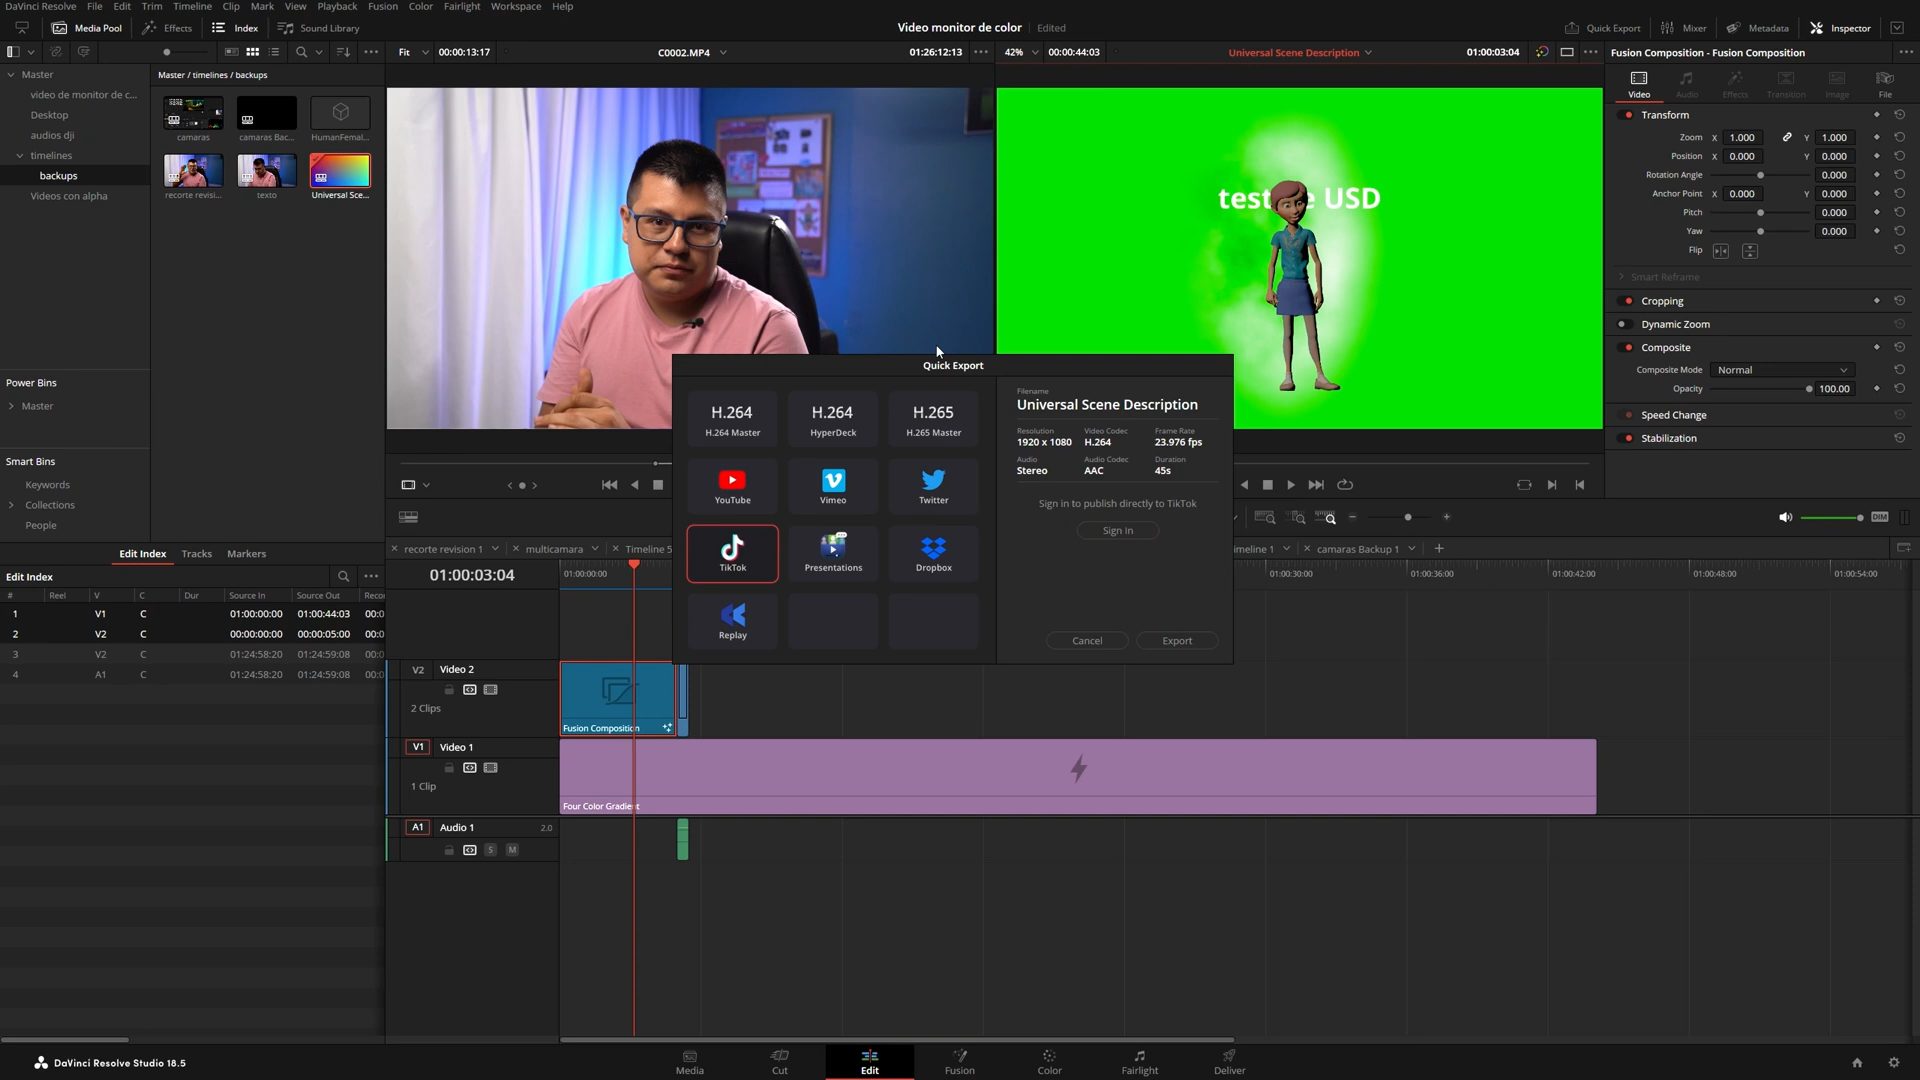 DaVinci Resolve File Edit Trim Timeline Clip Mark View Playback Fusion Color Fairlight Workspace Help
Media Pool Effects Index Sound Library
Video monitor de color Edited
Quick Export Mixer Metadata Inspector
Fit 00:00:13:17 C0002.MP4 01:26:12:13
42% 00:00:44:03 Universal Scene Description 01:00:03:04
Fusion Composition - Fusion Composition
Master
video de monitor de c...
Desktop
audios dji
timelines
backups
Videos con alpha
Master / timelines / backups
camaras
camaras Bac...
HumanFemal...
recorte revisi...
texto
Universal Sce...
Power Bins
Master
Smart Bins
Keywords
Collections
People
test
e USD
Video Audio Effects Transition Image File
Transform
Zoom X 1.000 Y 1.000
Position X 0.000 Y 0.000
Rotation Angle 0.000
Anchor Point X 0.000 Y 0.000
Pitch 0.000
Yaw 0.000
Flip
Smart Reframe
Cropping
Dynamic Zoom
Composite
Composite Mode Normal
Opacity 100.00
Speed Change
Stabilization
Quick Export
H.264
H.264 Master
H.264
HyperDeck
H.265
H.265 Master
YouTube
Vimeo
Twitter
TikTok
Presentations
Dropbox
Replay
Filename
Universal Scene Description
Resolution Video Codec Frame Rate
1920 x 1080 H.264 23.976 fps
Audio Audio Codec Duration
Stereo AAC 45s
Sign in to publish directly to TikTok
Sign In
Cancel Export
DIM
Edit Index Tracks Markers
Edit Index
# Reel V C Dur Source In Source Out Reco
1 V1 C 01:00:00:00 01:00:44:03 00:0
2 V2 C 00:00:00:00 00:00:05:00 00:0
3 V2 C 01:24:58:20 01:24:59:08 00:0
4 A1 C 01:24:58:20 01:24:59:08 00:0
recorte revision 1 multicamara Timeline 5
imeline 1 camaras Backup 1
01:00:03:04
01:00:00:00 01:00:30:00 01:00:36:00 01:00:42:00 01:00:48:00 01:00:54:00
V2 Video 2
2 Clips
Fusion Composition
V1 Video 1
1 Clip
Four Color Gradient
A1 Audio 1 2.0
S M
DaVinci Resolve Studio 18.5
Media Cut Edit Fusion Color Fairlight Deliver